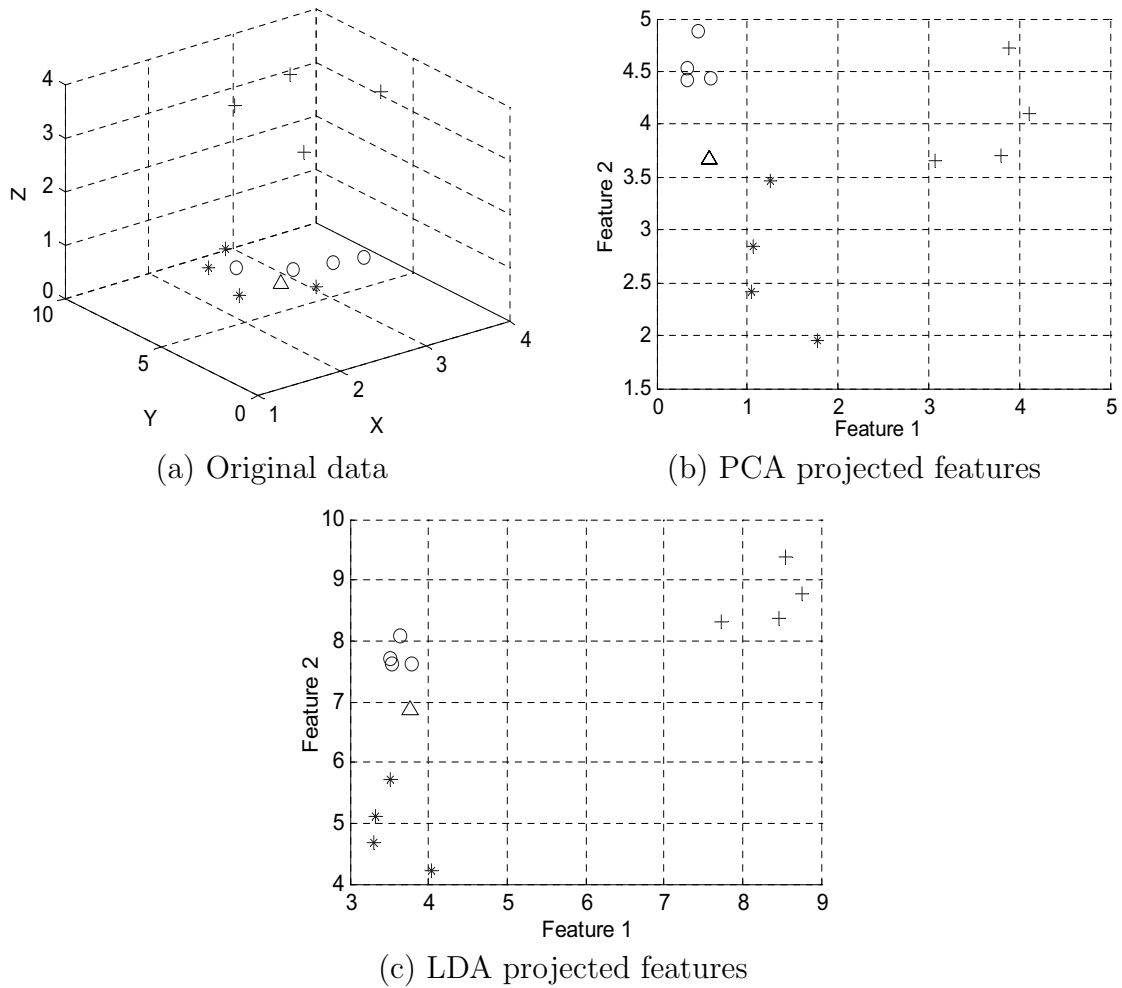 4
3
2
1
0
Z
10
5
0
Y
1
2
3
4
X
(a) Original data
5
4.5
4
3.5
3
2.5
2
1.5
Feature 2
0 1 2 3 4 5
Feature 1
(b) PCA projected features
10
9
8
7
6
5
4
Feature 2
3 4 5 6 7 8 9
Feature 1
(c) LDA projected features